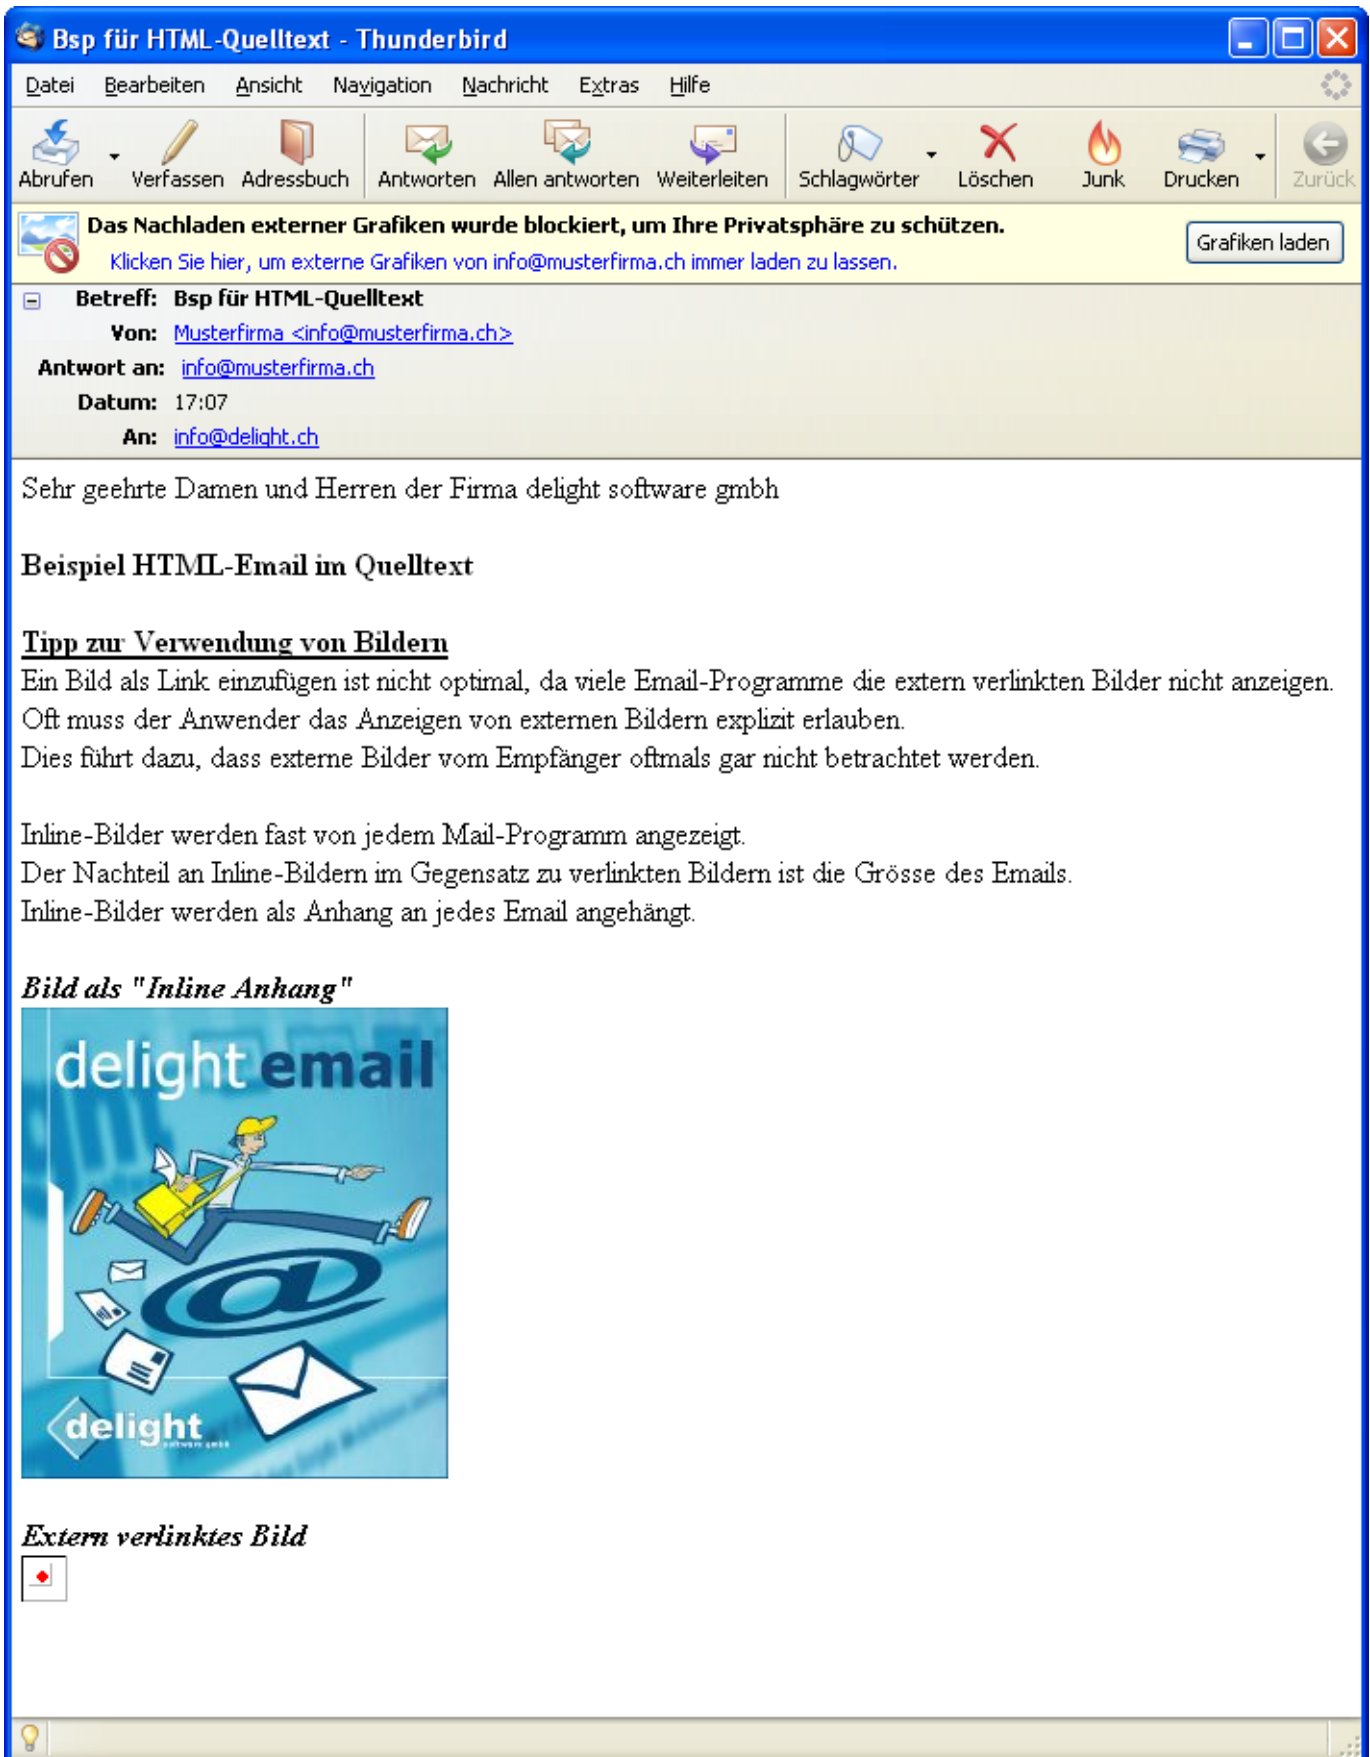 Bsp für HTML-Quelltext - Thunderbird
Datei Bearbeiten Ansicht Navigation Nachricht Extras Hilfe
Abrufen Verfassen Adressbuch Antworten Allen antworten Weiterleiten Schlagwörter Löschen Junk Drucken Zurück
Das Nachladen externer Grafiken wurde blockiert, um Ihre Privatsphäre zu schützen.
Grafiken laden
Klicken Sie hier, um externe Grafiken von info@musterfirma.ch immer laden zu lassen.
Betreff: Bsp für HTML-Quelltext
Von: Musterfirma <info@musterfirma.ch>
Antwort an: info@musterfirma.ch
Datum: 17:07
An: info@delight.ch
Sehr geehrte Damen und Herren der Firma delight software gmbh
Beispiel HTML-Email im Quelltext
Tipp zur Verwendung von Bildern
Ein Bild als Link einzufügen ist nicht optimal, da viele Email-Programme die extern verlinkten Bilder nicht anzeigen.
Oft muss der Anwender das Anzeigen von externen Bildern explizit erlauben.
Dies führt dazu, dass externe Bilder vom Empfänger oftmals gar nicht betrachtet werden.
Inline-Bilder werden fast von jedem Mail-Programm angezeigt.
Der Nachteil an Inline-Bildern im Gegensatz zu verlinkten Bildern ist die Grösse des Emails.
Inline-Bilder werden als Anhang an jedes Email angehängt.
Bild als "Inline Anhang"
delight email
@
delight
software gmbh
Extern verlinktes Bild